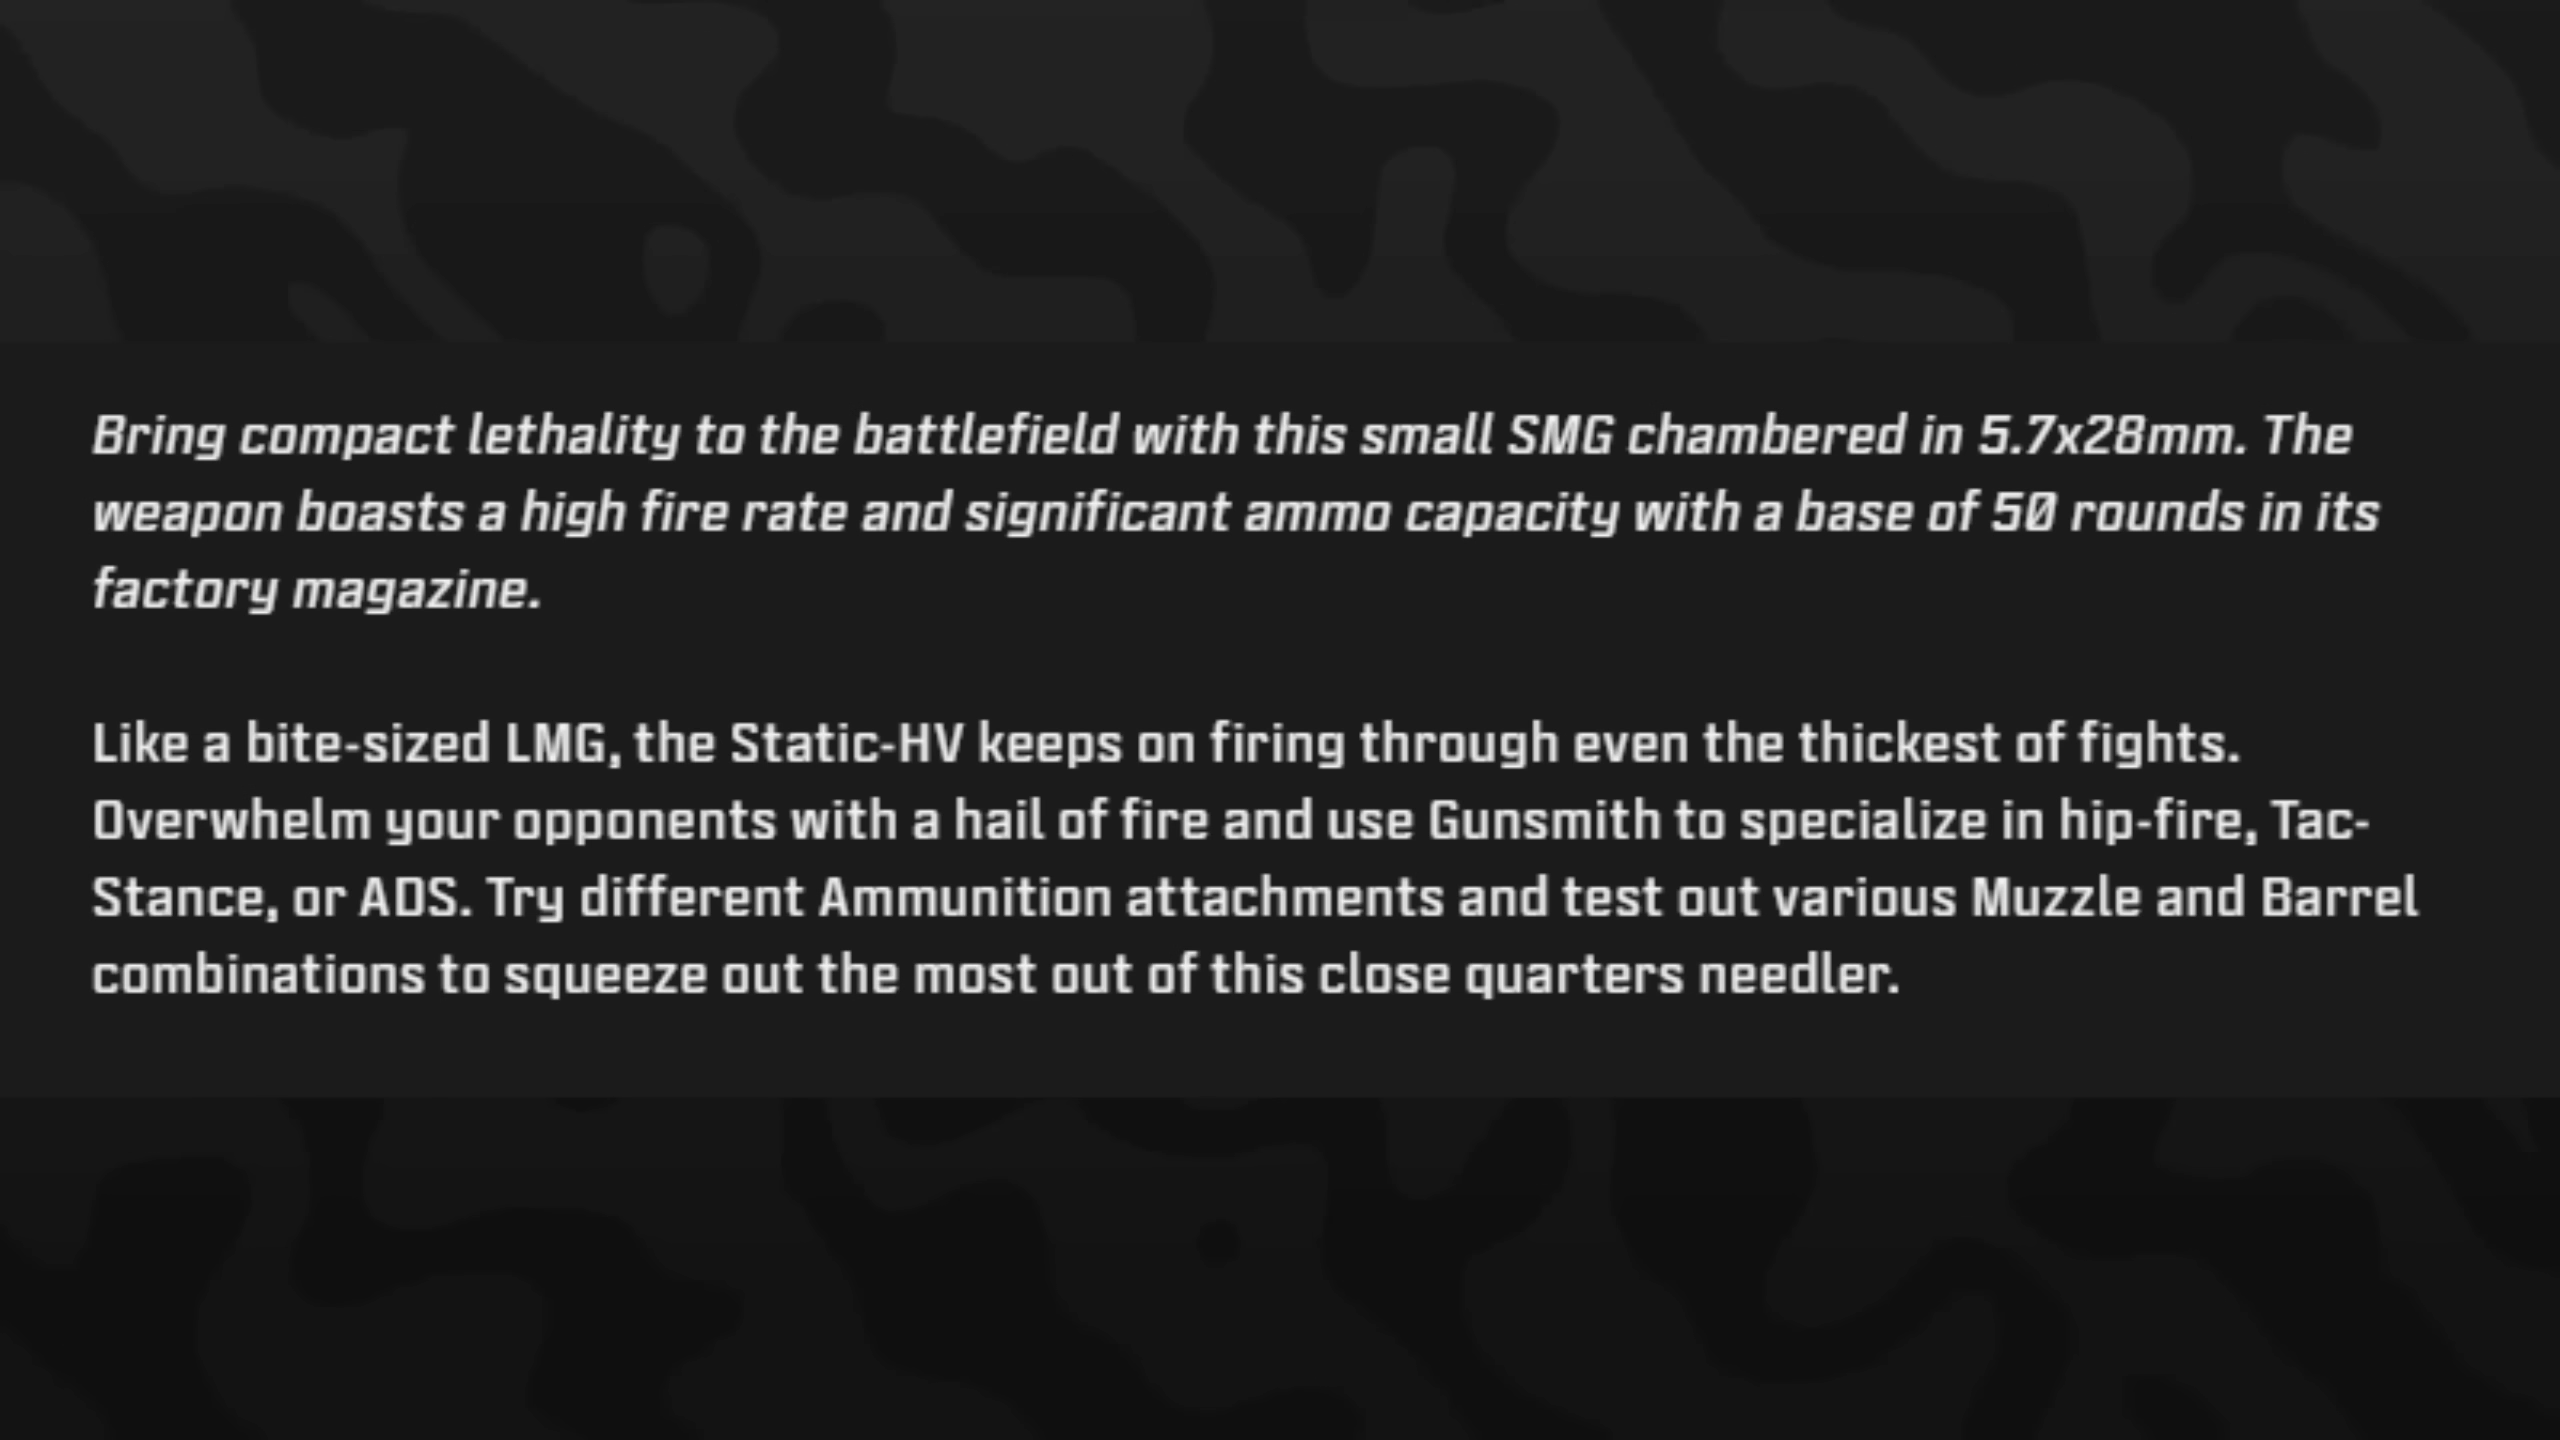 Bring compact lethality to the battlefield with this small SMG chambered in 5.7x28mm. The
weapon boasts a high fire rate and significant ammo capacity with a base of 50 rounds in its
factory magazine.
Like a bite-sized LMG, the Static-HV keeps on firing through even the thickest of fights.
Overwhelm your opponents with a hail of fire and use Gunsmith to specialize in hip-fire, Tac-
Stance, or ADS. Try different Ammunition attachments and test out various Muzzle and Barrel
combinations to squeeze out the most out of this close quarters needler.